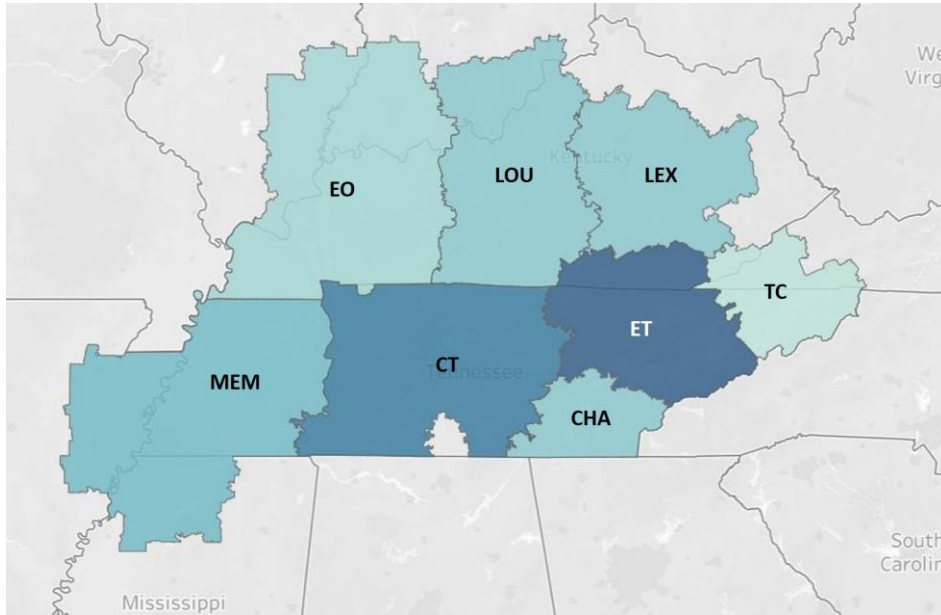 We
Virg
Kentucky
EO
LOU
LEX
TC
ET
CT
Tennessee
MEM
CHA
South
Carolin
Mississippi